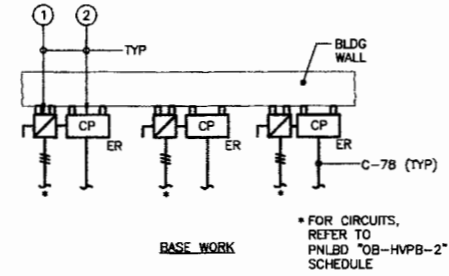 1 2
TYP
BLDG
WALL
CP CP CP
ER ER ER
C-78 (TYP)
* * *
* FOR CIRCUITS,
REFER TO
PNLBD "OB-HVPB-2"
SCHEDULE
BASE WORK